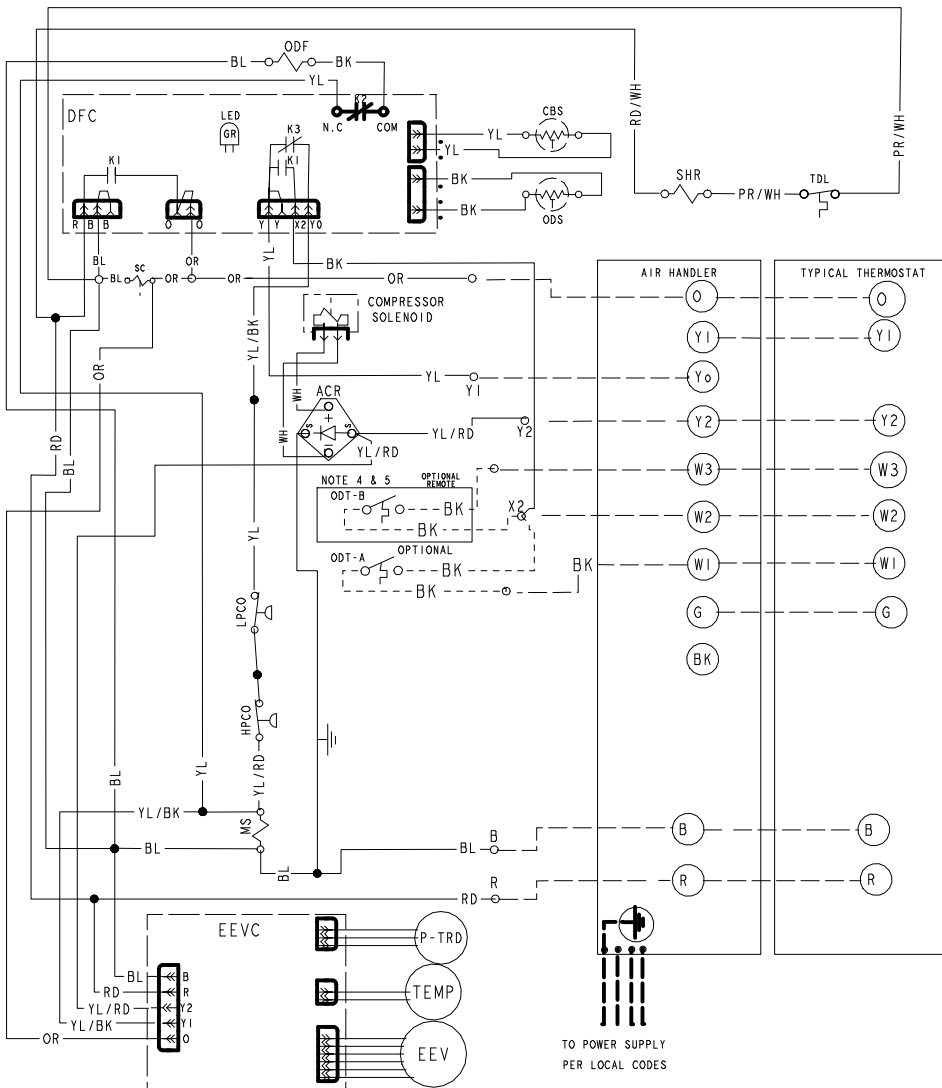 ODF
BL
BK
YL
K2
N.C
COM
DFC
LED
GR
K3
K1
K1
CBS
YL
YL
BK
BK
ODS
RD/WH
PR/WH
SHR
PR/WH
TDL
R
B
B
O
O
Y
Y
X2
YO
BL
BL
SC
OR
OR
OR
YL
BK
OR
COMPRESSOR
SOLENOID
AIR HANDLER
TYPICAL THERMOSTAT
O
O
Y1
Y1
YL/BK
OR
YL
Y1
Yo
WH
WH
ACR
S
S
YL/RD
YL/RD
Y2
Y2
Y2
RD
BL
NOTE 4 & 5
OPTIONAL
REMOTE
ODT-B
BK
BK
X2
W3
W3
W2
W2
YL
ODT-A
OPTIONAL
BK
BK
BK
W1
W1
LPCO
G
G
BK
HPCO
BL
YL
YL/RD
YL/BK
MS
BL
BL
BL
B
B
B
RD
R
R
R
EEVC
P-TRD
TEMP
EEV
BL
B
RD
R
YL/RD
Y2
YL/BK
Y1
OR
O
TO POWER SUPPLY
PER LOCAL CODES